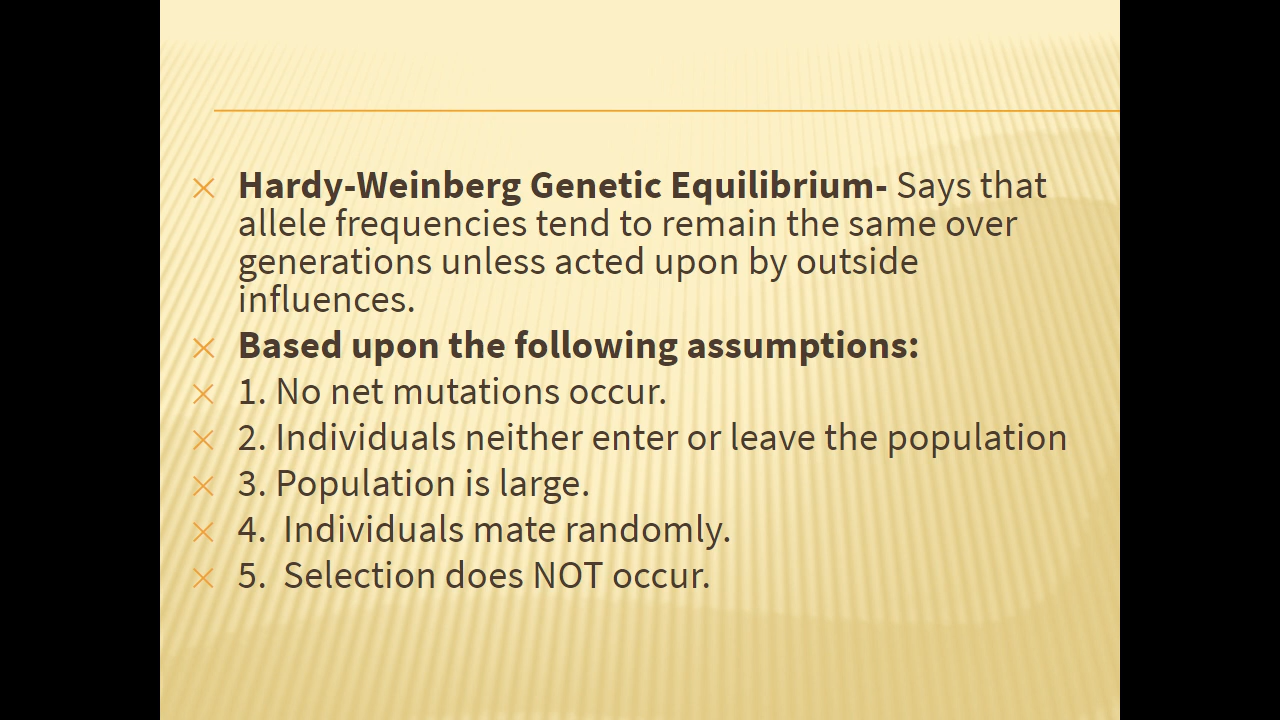 Hardy-Weinberg Genetic Equilibrium- Says that
allele frequencies tend to remain the same over
generations unless acted upon by outside
influences.
Based upon the following assumptions:
1. No net mutations occur.
2. Individuals neither enter or leave the population
3. Population is large.
4.  Individuals mate randomly.
5.  Selection does NOT occur.